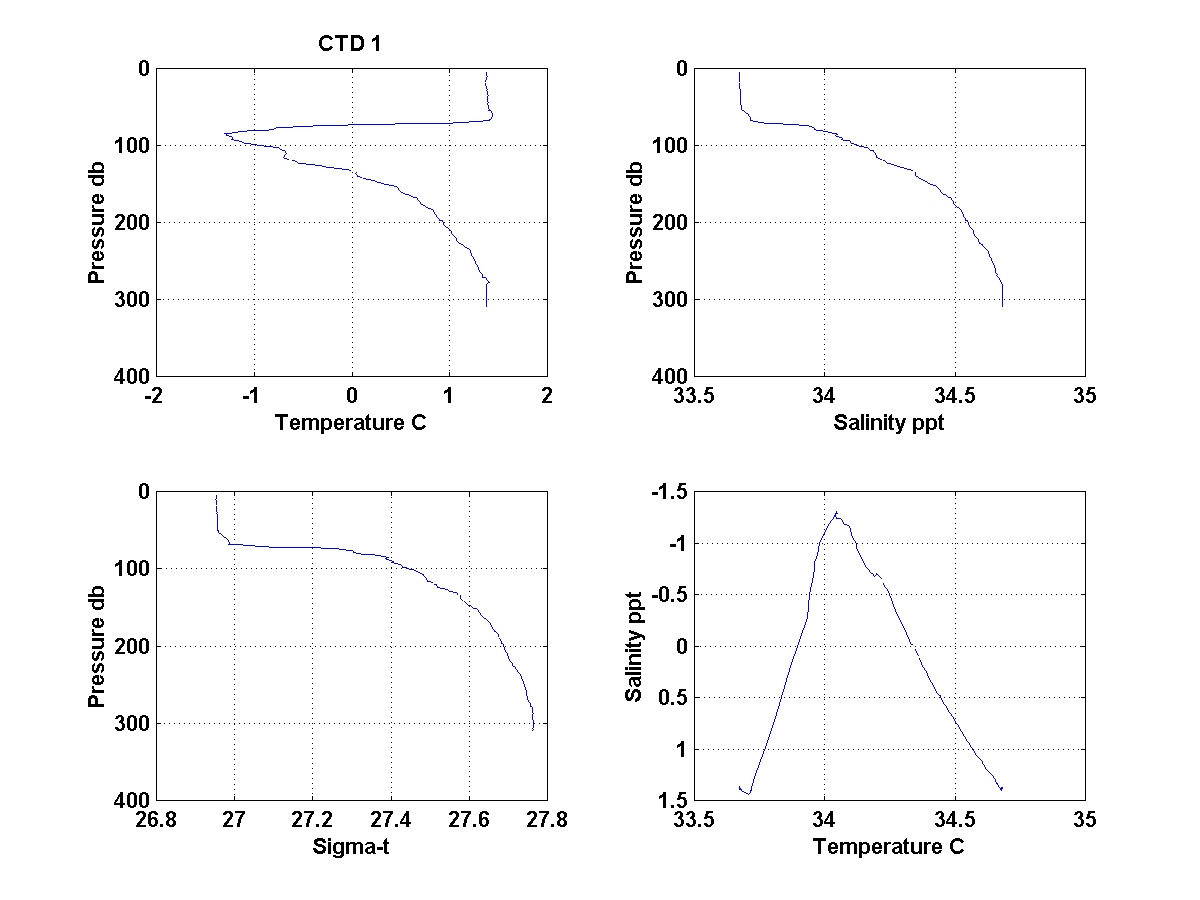 CTD 1
0
100
200
300
400
Pressure db
-2 -1 0 1 2
Temperature C
0
100
200
300
400
Pressure db
33.5 34 34.5 35
Salinity ppt
0
100
200
300
400
Pressure db
26.8 27 27.2 27.4 27.6 27.8
Sigma-t
-1.5
-1
-0.5
0
0.5
1
1.5
Salinity ppt
33.5 34 34.5 35
Temperature C